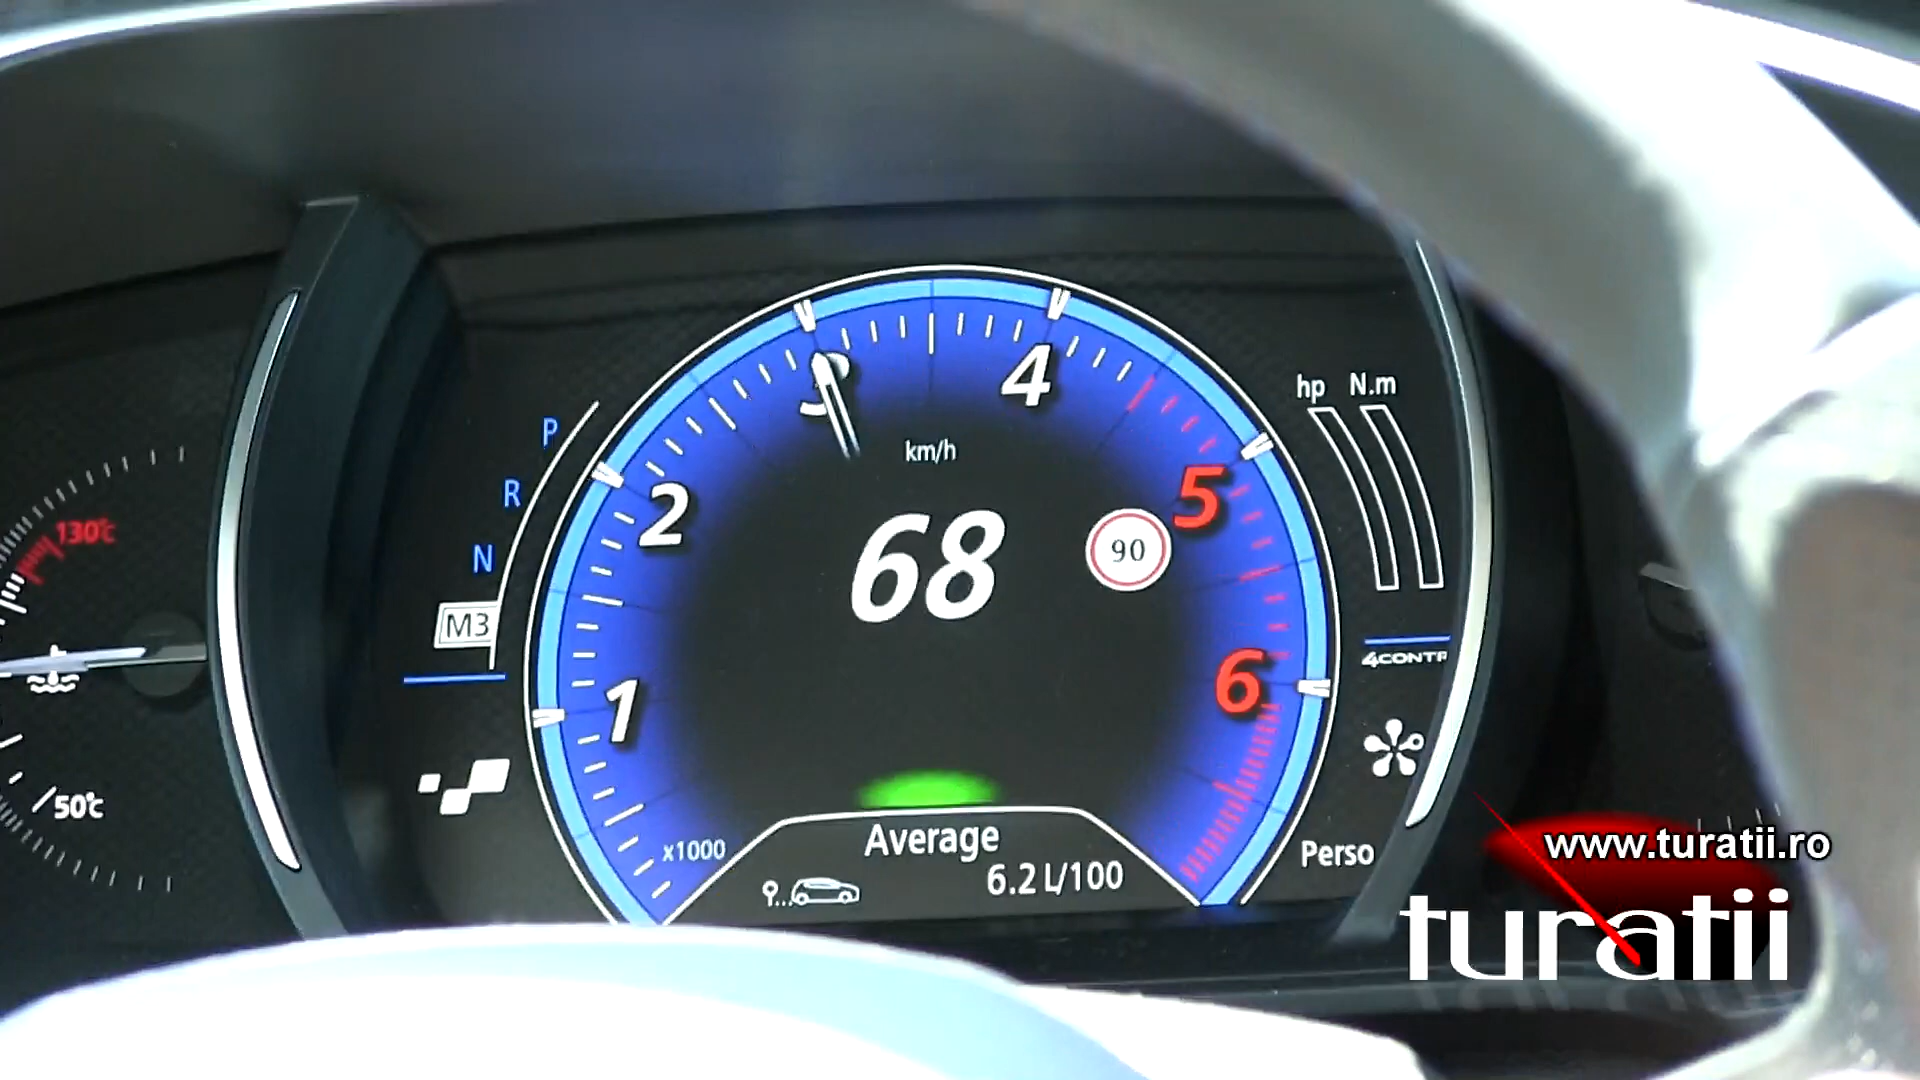 hp N.m
P
3
4
km/h
R
2
5
130°c
68
90
N
M3
4CONTR
6
1
50°c
x1000
Average
Perso
6.2 L/100
www.turatii.ro
turatii